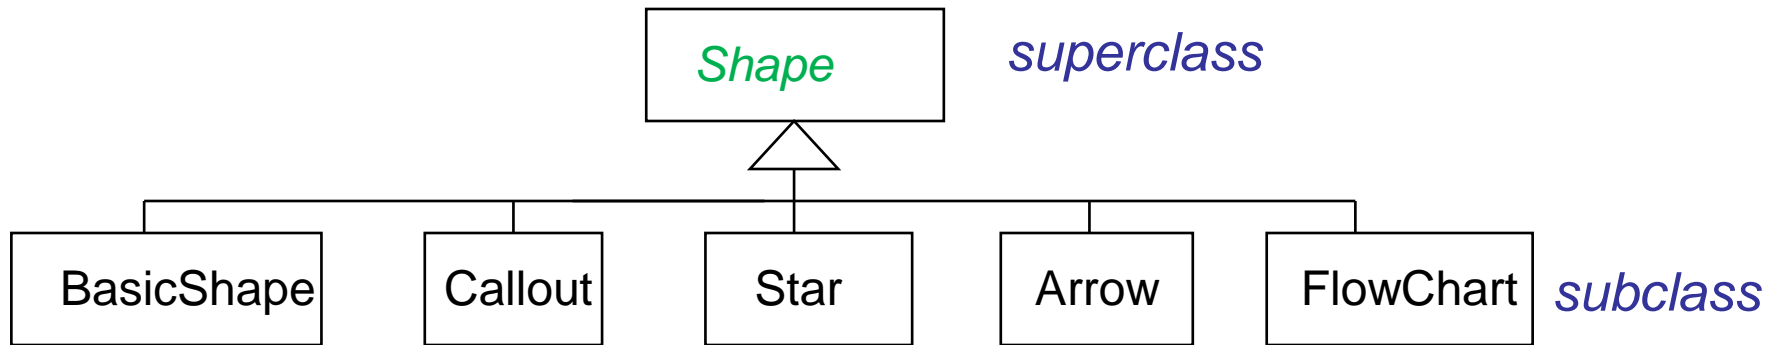 Shape
superclass
BasicShape
Callout
Star
Arrow
FlowChart
subclass